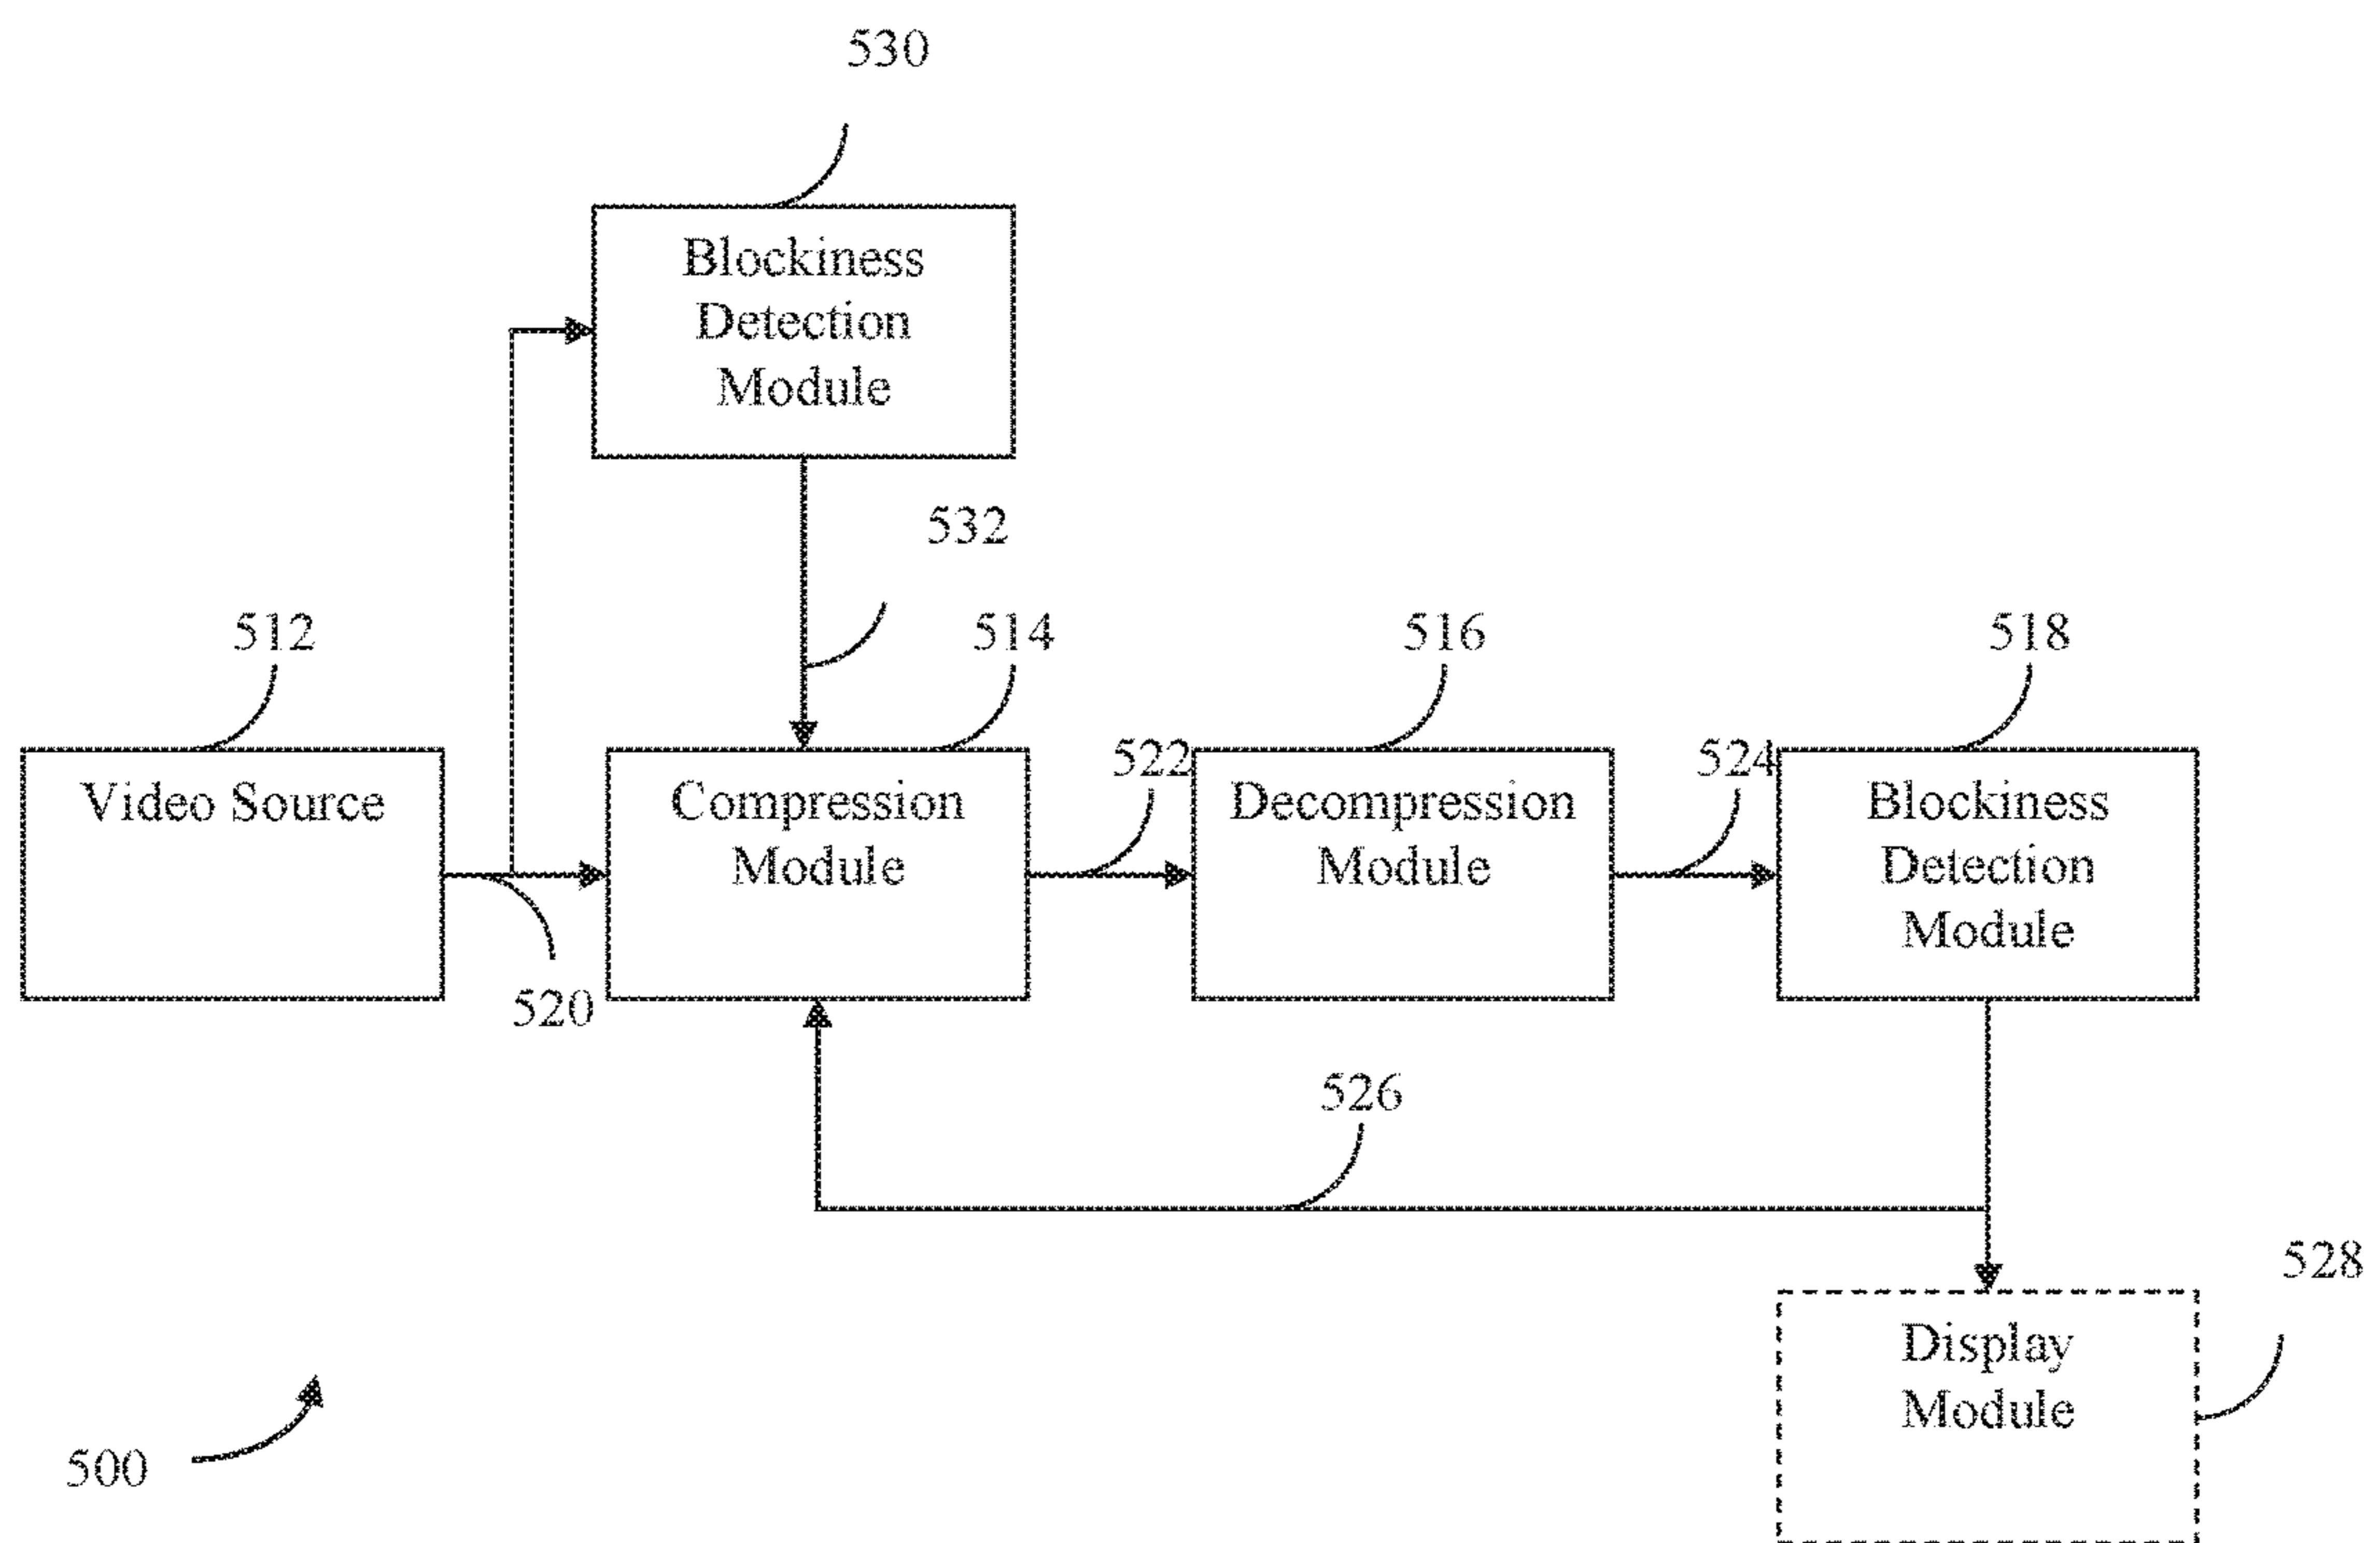 530
Blockiness
Detection
Module
532
512
514
516
518
Video Source
Compression
Module
522
Decompression
Module
524
Blockiness
Detection
Module
520
526
528
Display
Module
500